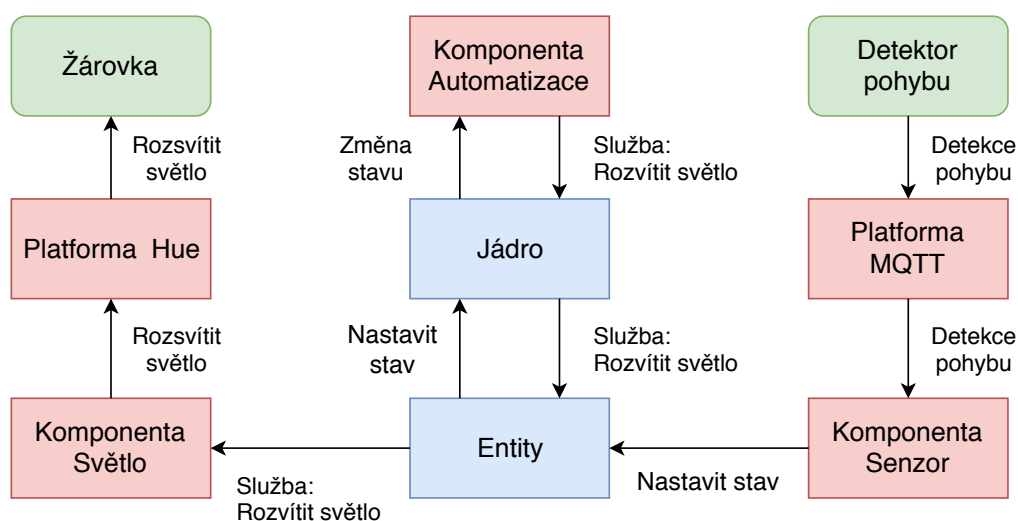 Žárovka
Komponenta
Automatizace
Detektor
pohybu
Rozsvítit
světlo
Změna
stavu
Služba:
Rozvítit světlo
Detekce
pohybu
Platforma Hue
Jádro
Platforma
MQTT
Rozsvítit
světlo
Nastavit
stav
Služba:
Rozvítit světlo
Detekce
pohybu
Komponenta
Světlo
Entity
Komponenta
Senzor
Služba:
Rozvítit světlo
Nastavit stav